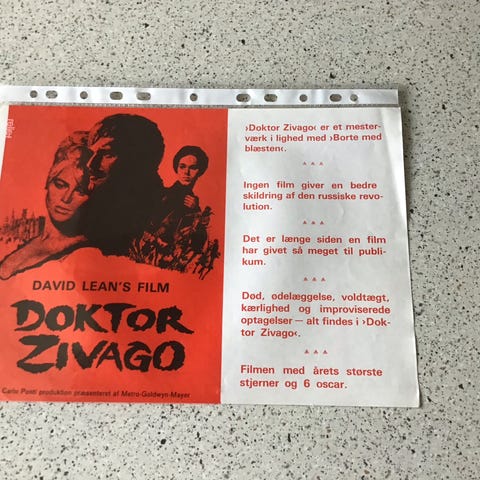 DAVID LEAN'S FILM
DOKTOR
ZIVAGO
Carlo Ponti produktion præsenteret af Metro-Goldwyn-Mayer
›Doktor Zivago‹ er et mester-
værk i lighed med ›Borte med
blæsten‹.
Ingen film giver en bedre
skildring af den russiske revo-
lution.
Det er længe siden en film
har givet så meget til publi-
kum.
Død, ødelæggelse, voldtægt,
kærlighed og improviserede
optagelser — alt findes i ›Dok-
tor Zivago‹.
Filmen med årets største
stjerner og 6 oscar.